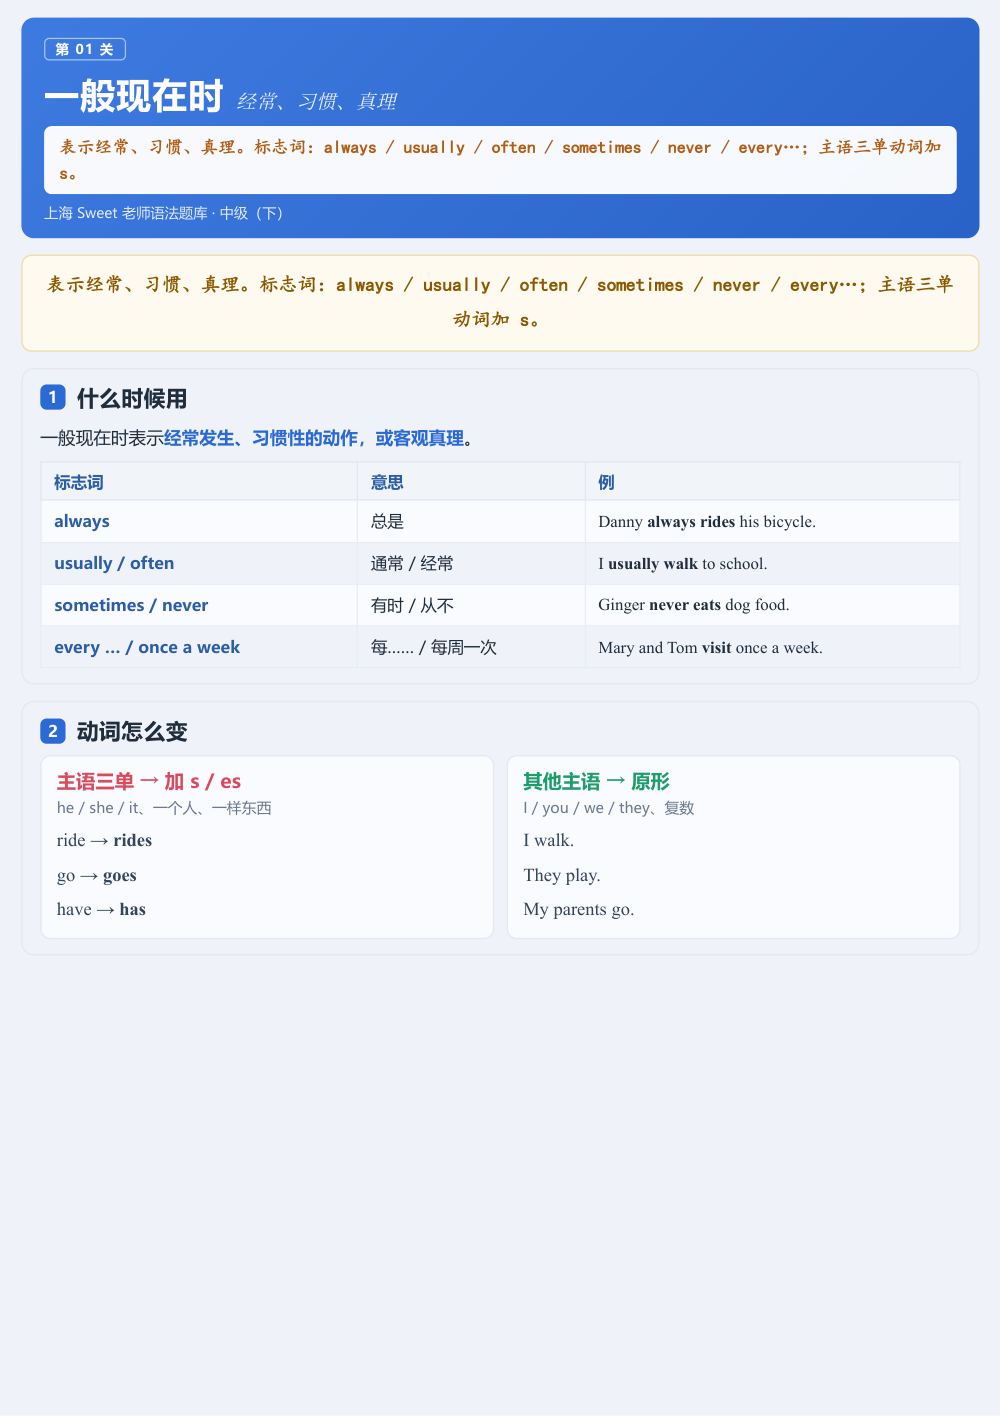 第 01 关
一般现在时 经常、习惯、真理
表示经常、习惯、真理。标志词：always / usually / often / sometimes / never / every…；主语三单动词加
s。
上海 Sweet 老师语法题库 · 中级（下）
表示经常、习惯、真理。标志词：always / usually / often / sometimes / never / every…；主语三单
动词加 s。
1 什么时候用
一般现在时表示经常发生、习惯性的动作，或客观真理。
标志词 意思 例
always 总是 Danny always rides his bicycle.
usually / often 通常 / 经常 I usually walk to school.
sometimes / never 有时 / 从不 Ginger never eats dog food.
every … / once a week 每…… / 每周一次 Mary and Tom visit once a week.
2 动词怎么变
主语三单 → 加 s / es
he / she / it、一个人、一样东西
ride → rides
go → goes
have → has
其他主语 → 原形
I / you / we / they、复数
I walk.
They play.
My parents go.